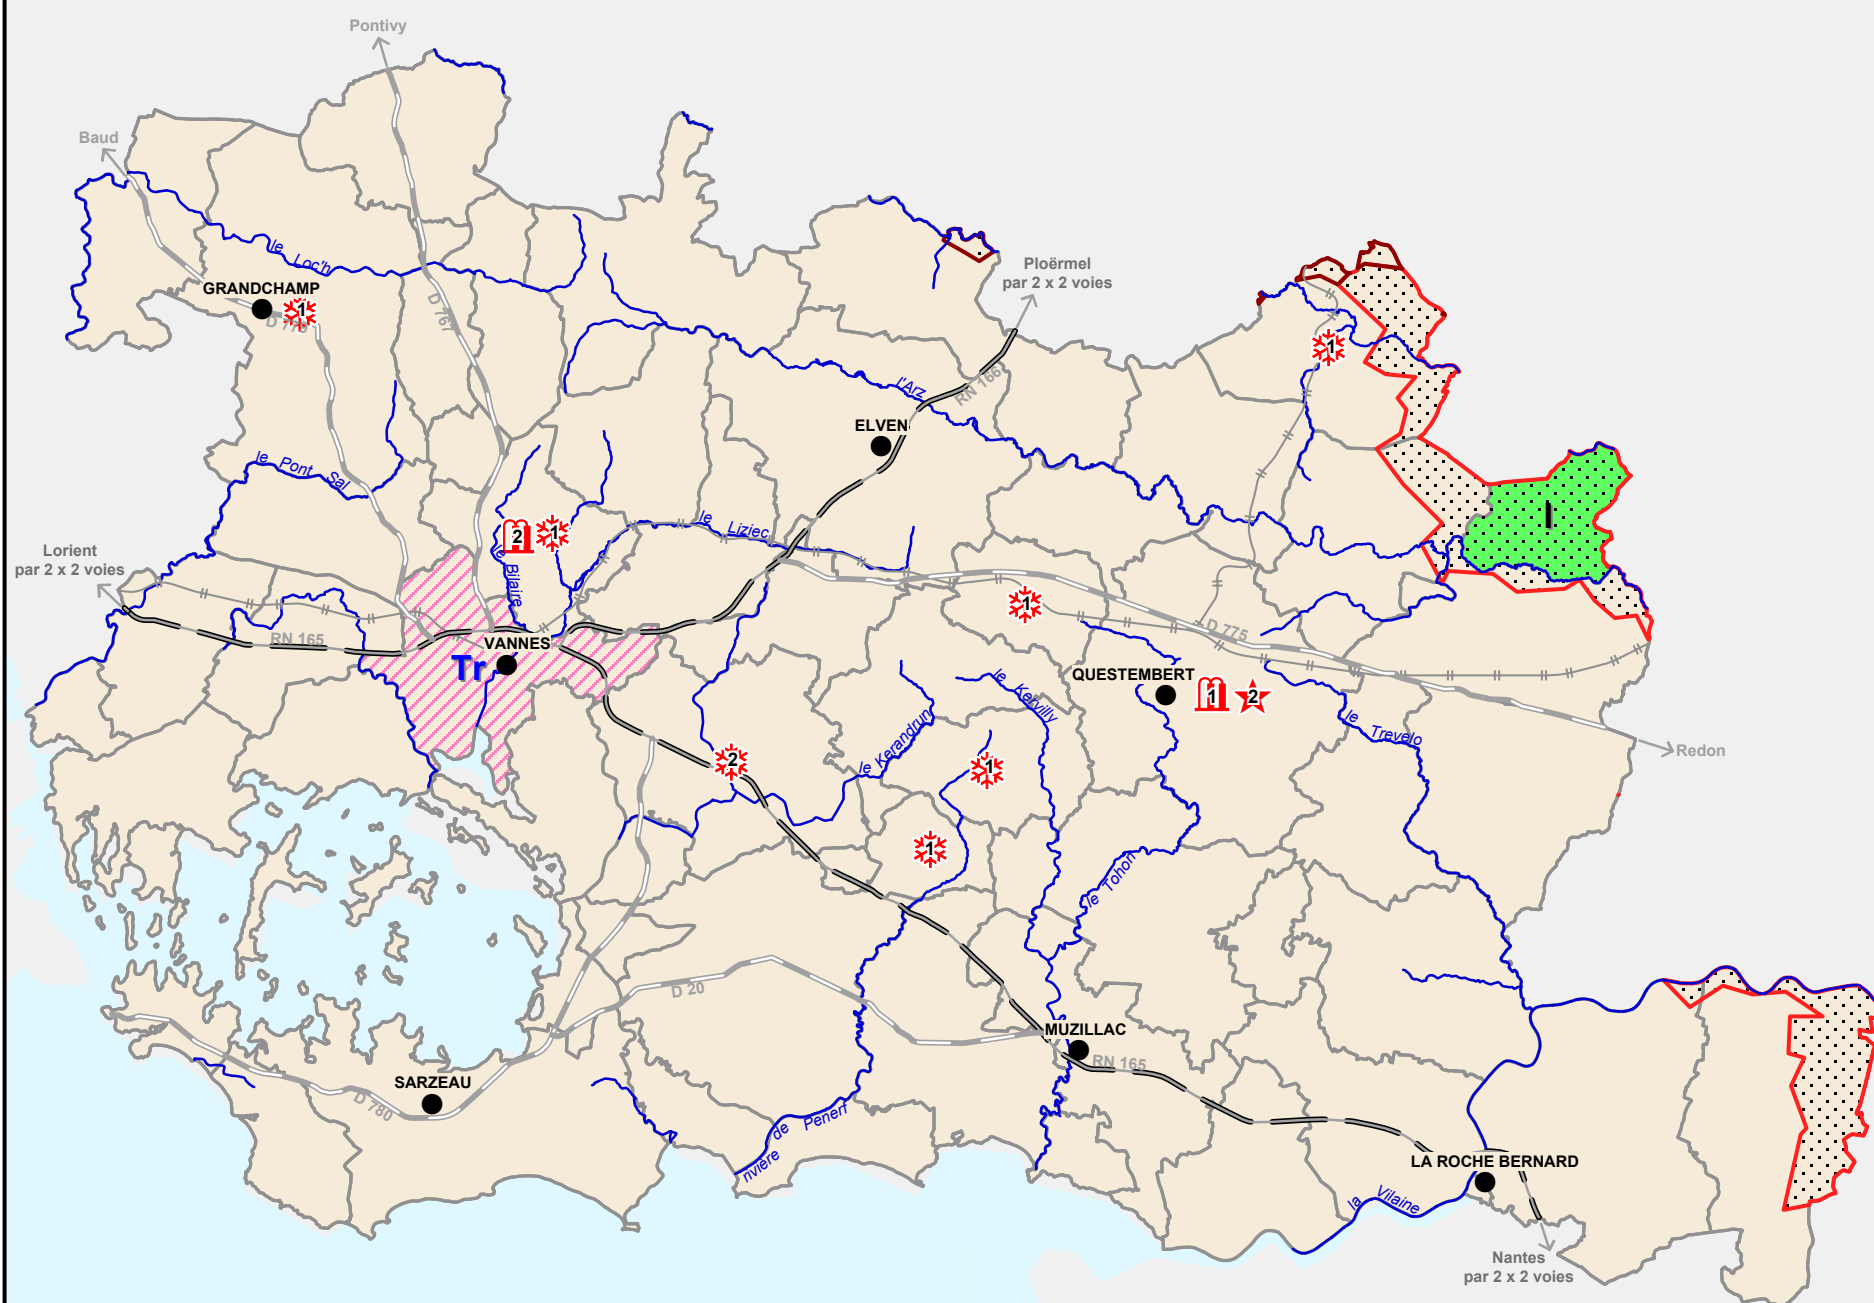 Pontivy
Baud
le Loc'h
GRANDCHAMP
1
D 778
D 767
Ploërmel
par 2 x 2 voies
1
l'Arz
RN 166
ELVEN
le Pont Sal
I
le Liziec
2
1
le Bilaire
Lorient
par 2 x 2 voies
1
RN 165
D 775
VANNES
Tr
QUESTEMBERT
1
2
le Kervilly
le Kerandrun
le Trevelo
Redon
2
1
1
le Tohon
D 20
MUZILLAC
RN 165
SARZEAU
D 780
rivière de Penerf
LA ROCHE BERNARD
la Vilaine
Nantes
par 2 x 2 voies